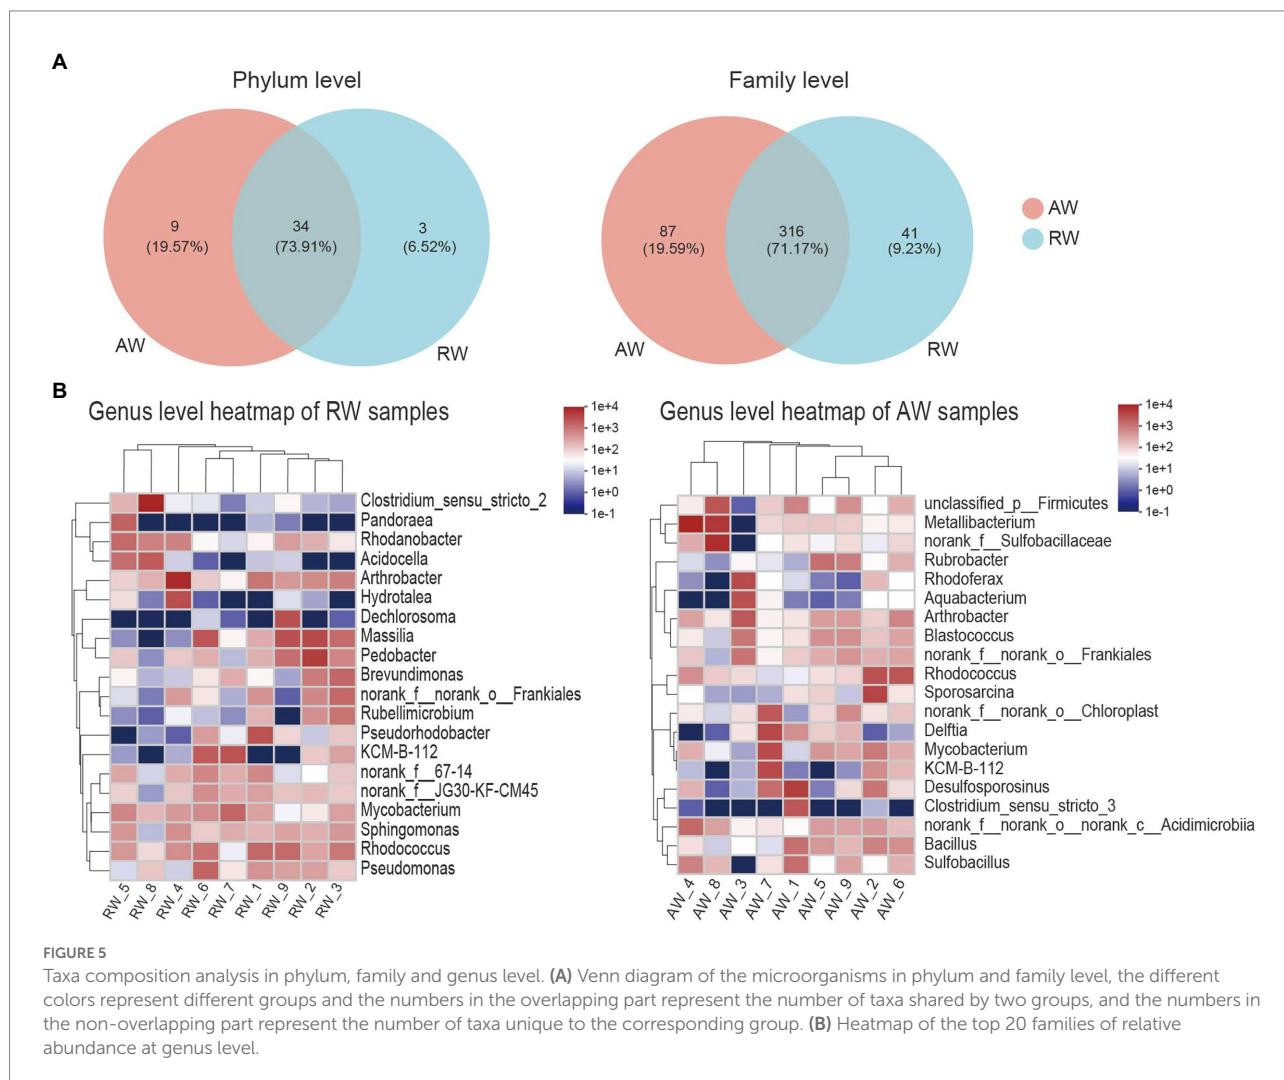 A
Phylum level
Family level
9
(19.57%)
34
(73.91%)
3
(6.52%)
AW
RW
87
(19.59%)
316
(71.17%)
41
(9.23%)
AW
RW
AW
RW
B
Genus level heatmap of RW samples
1e+4
1e+3
1e+2
1e+1
1e+0
1e-1
Clostridium_sensu_stricto_2
Pandoraea
Rhodanobacter
Acidocella
Arthrobacter
Hydrotalea
Dechlorosoma
Massilia
Pedobacter
Brevundimonas
norank_f__norank_o__Frankiales
Rubellimicrobium
Pseudorhodobacter
KCM-B-112
norank_f__67-14
norank_f__JG30-KF-CM45
Mycobacterium
Sphingomonas
Rhodococcus
Pseudomonas
RW_5
RW_8
RW_4
RW_6
RW_7
RW_1
RW_9
RW_2
RW_3
Genus level heatmap of AW samples
1e+4
1e+3
1e+2
1e+1
1e+0
1e-1
unclassified_p__Firmicutes
Metallibacterium
norank_f__Sulfobacillaceae
Rubrobacter
Rhodoferax
Aquabacterium
Arthrobacter
Blastococcus
norank_f__norank_o__Frankiales
Rhodococcus
Sporosarcina
norank_f__norank_o__Chloroplast
Delftia
Mycobacterium
KCM-B-112
Desulfosporosinus
Clostridium_sensu_stricto_3
norank_f__norank_o__norank_c__Acidimicrobiia
Bacillus
Sulfobacillus
AW_4
AW_8
AW_3
AW_7
AW_1
AW_5
AW_9
AW_2
AW_6
FIGURE 5
Taxa composition analysis in phylum, family and genus level. (A) Venn diagram of the microorganisms in phylum and family level, the different
colors represent different groups and the numbers in the overlapping part represent the number of taxa shared by two groups, and the numbers in
the non-overlapping part represent the number of taxa unique to the corresponding group. (B) Heatmap of the top 20 families of relative
abundance at genus level.